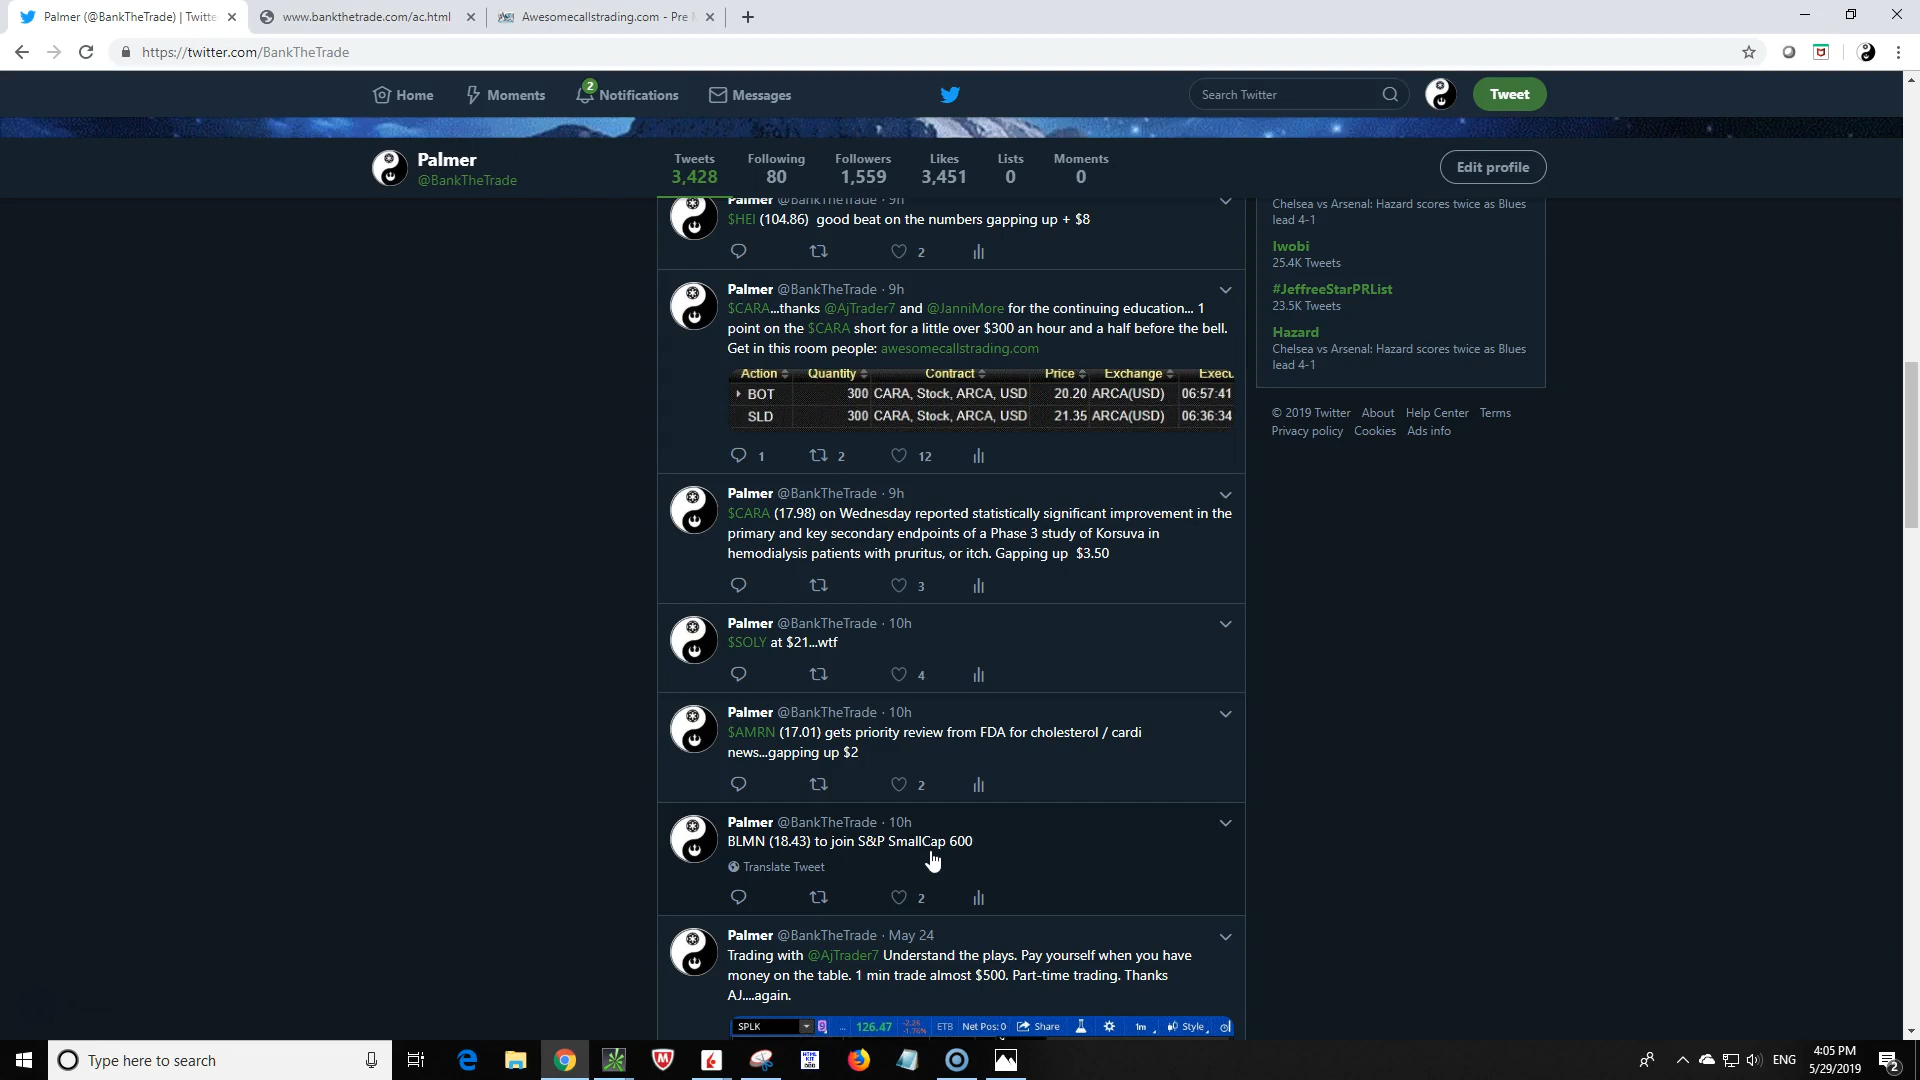 Palmer (@BankTheTrade) | Twitte
www.bankthetrade.com/ac.html
Awesomecallstrading.com - Pre M
https://twitter.com/BankTheTrade
Home
Moments
2
Notifications
Messages
Search Twitter
Tweet
Palmer
@BankTheTrade
Tweets
3,428
Following
80
Followers
1,559
Likes
3,451
Lists
0
Moments
0
Edit profile
Palmer @BankTheTrade · 9h
$HEI (104.86)  good beat on the numbers gapping up + $8
2
Palmer @BankTheTrade · 9h
$CARA...thanks @AjTrader7 and @JanniMore for the continuing education... 1
point on the $CARA short for a little over $300 an hour and a half before the bell.
Get in this room people: awesomecallstrading.com
Action Quantity Contract Price Exchange Execu
BOT 300 CARA, Stock, ARCA, USD 20.20 ARCA(USD) 06:57:41
SLD 300 CARA, Stock, ARCA, USD 21.35 ARCA(USD) 06:36:34
1 2 12
Palmer @BankTheTrade · 9h
$CARA (17.98) on Wednesday reported statistically significant improvement in the
primary and key secondary endpoints of a Phase 3 study of Korsuva in
hemodialysis patients with pruritus, or itch. Gapping up  $3.50
3
Palmer @BankTheTrade · 10h
$SOLY at $21...wtf
4
Palmer @BankTheTrade · 10h
$AMRN (17.01) gets priority review from FDA for cholesterol / cardi
news...gapping up $2
2
Palmer @BankTheTrade · 10h
BLMN (18.43) to join S&P SmallCap 600
Translate Tweet
2
Palmer @BankTheTrade · May 24
Trading with @AjTrader7 Understand the plays. Pay yourself when you have
money on the table. 1 min trade almost $500. Part-time trading. Thanks
AJ....again.
SPLK 9 ... 126.47 -2.26 -1.76% ETB Net Pos: 0 Share 1m Style
Chelsea vs Arsenal: Hazard scores twice as Blues
lead 4-1
Iwobi
25.4K Tweets
#JeffreeStarPRList
23.5K Tweets
Hazard
Chelsea vs Arsenal: Hazard scores twice as Blues
lead 4-1
© 2019 Twitter About Help Center Terms
Privacy policy Cookies Ads info
Type here to search
ENG
4:05 PM
5/29/2019
2